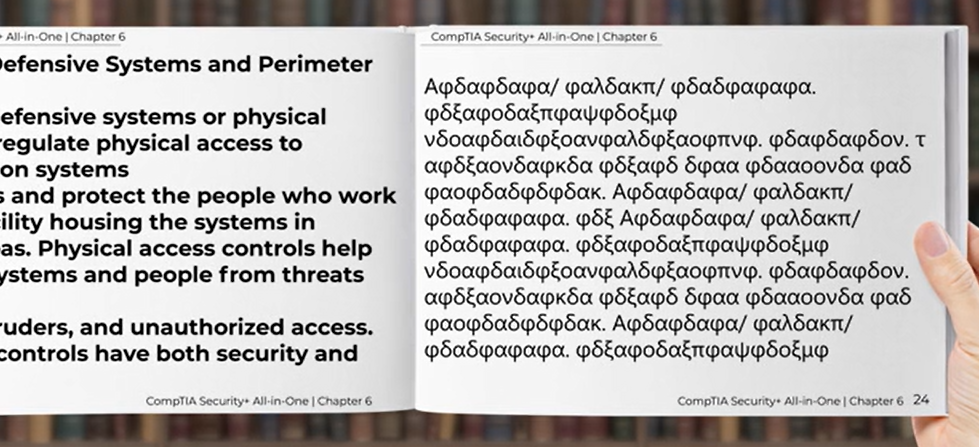 + All-in-One | Chapter 6
Defensive Systems and Perimeter
defensive systems or physical
regulate physical access to
on systems
s and protect the people who work
cility housing the systems in
eas. Physical access controls help
ystems and people from threats
ruders, and unauthorized access.
controls have both security and
CompTIA Security+ All-in-One | Chapter 6
CompTIA Security+ All-in-One | Chapter 6
Αφδαφδαφα/ φαλδακπ/ φδαδφαφαφα.
φδξαφοδαξπφαψφδοξμφ
νδοαφδαιδφξοανφαλδφξαοφπνφ. φδαφδαφδον. τ
αφδξαονδαφκδα φδξαφδ δφαα φδααοονδα φαδ
φαοφδαδφδφδακ. Αφδαφδαφα/ φαλδακπ/
φδαδφαφαφα. φδξ Αφδαφδαφα/ φαλδακπ/
φδαδφαφαφα. φδξαφοδαξπφαψφδοξμφ
νδοαφδαιδφξοανφαλδφξαοφπνφ. φδαφδαφδον.
αφδξαονδαφκδα φδξαφδ δφαα φδααοονδα φαδ
φαοφδαδφδφδακ. Αφδαφδαφα/ φαλδακπ/
φδαδφαφαφα. φδξαφοδαξπφαψφδοξμφ
CompTIA Security+ All-in-One | Chapter 6 24